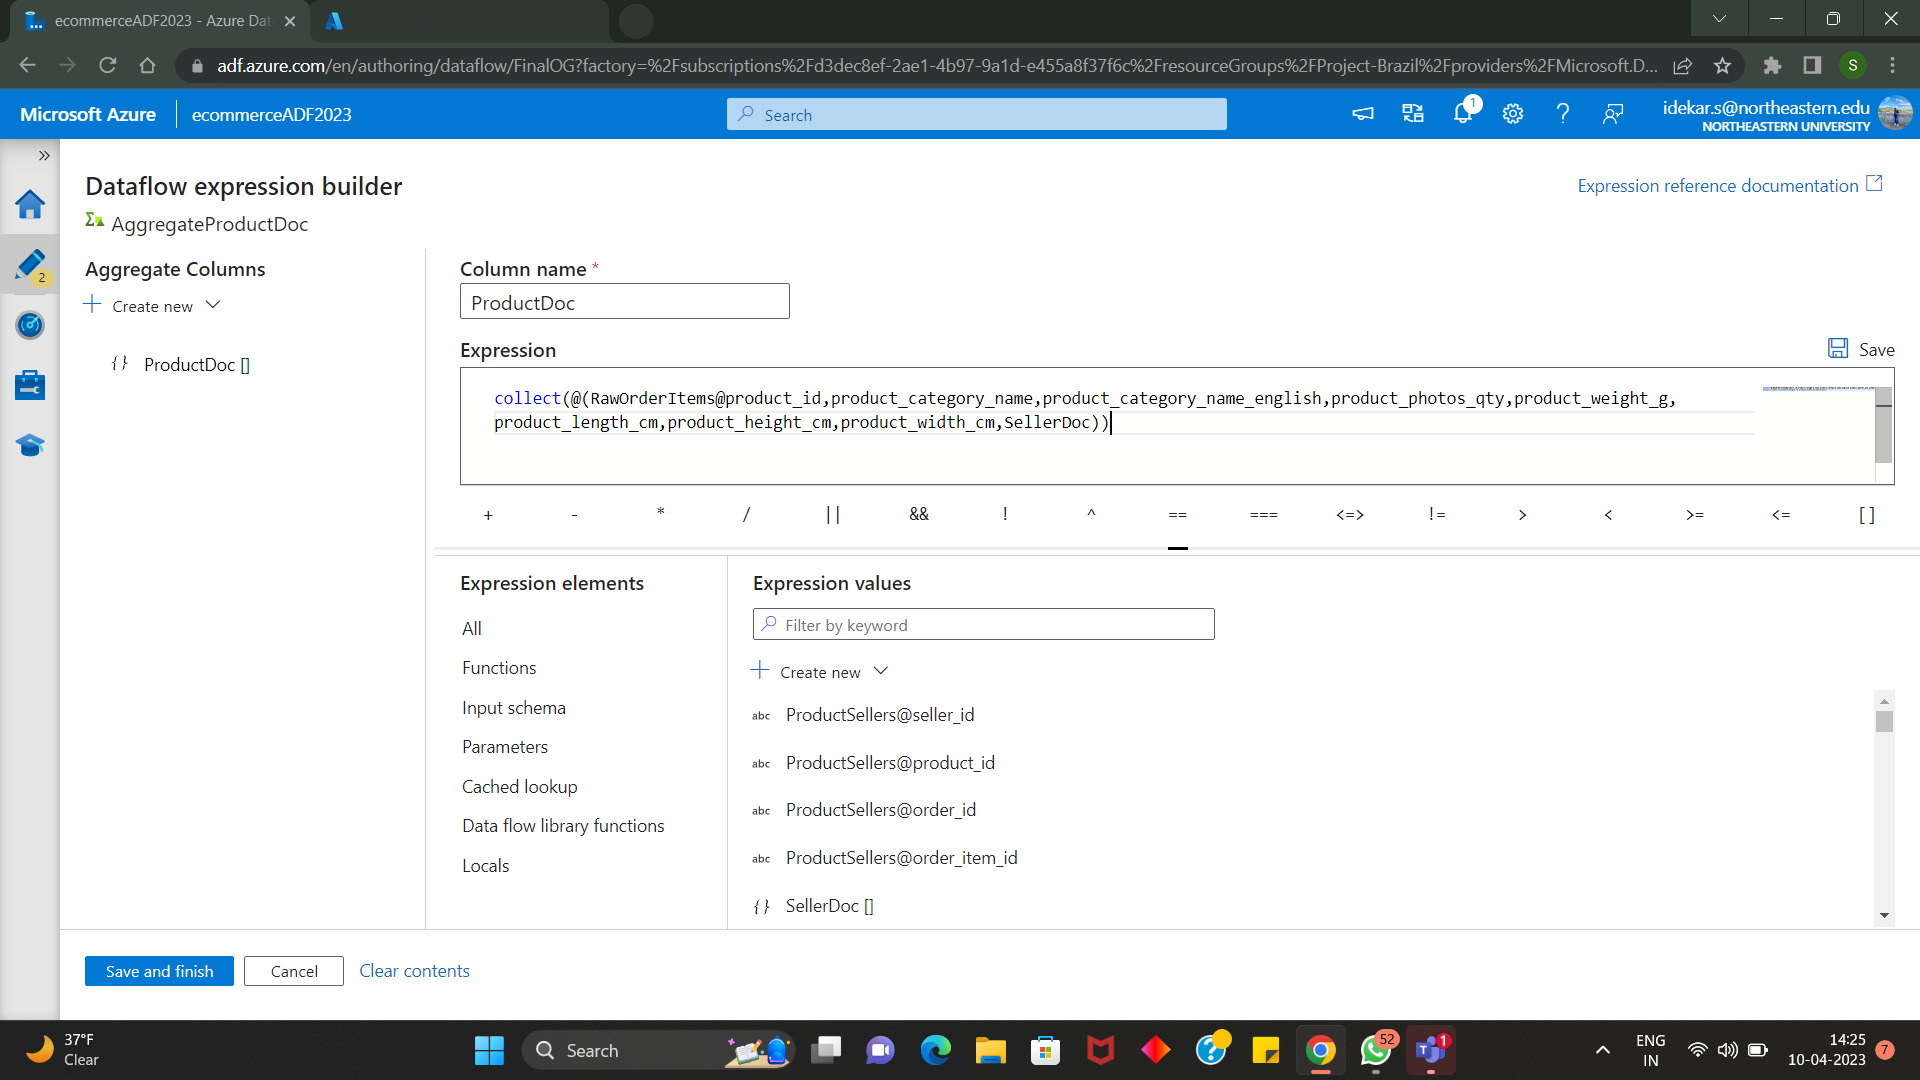 ecommerceADF2023 - Azure Dat
adf.azure.com/en/authoring/dataflow/FinalOG?factory=%2Fsubscriptions%2Fd3dec8ef-2ae1-4b97-9a1d-e455a8f37f6c%2FresourceGroups%2FProject-Brazil%2Fproviders%2FMicrosoft.D...
S
Microsoft Azure
ecommerceADF2023
Search
1
idekar.s@northeastern.edu
NORTHEASTERN UNIVERSITY
Dataflow expression builder
Expression reference documentation
AggregateProductDoc
Aggregate Columns
2
Create new
ProductDoc []
Column name *
ProductDoc
Expression
Save
collect(@(RawOrderItems@product_id,product_category_name,product_category_name_english,product_photos_qty,product_weight_g,
product_length_cm,product_height_cm,product_width_cm,SellerDoc))
+ - * / || && ! ^ == === <=> != > < >= <= []
Expression elements
All
Functions
Input schema
Parameters
Cached lookup
Data flow library functions
Locals
Expression values
Filter by keyword
Create new
abc ProductSellers@seller_id
abc ProductSellers@product_id
abc ProductSellers@order_id
abc ProductSellers@order_item_id
{} SellerDoc []
Save and finish
Cancel
Clear contents
37°F
Clear
Search
52
1
ENG
IN
14:25
10-04-2023
7